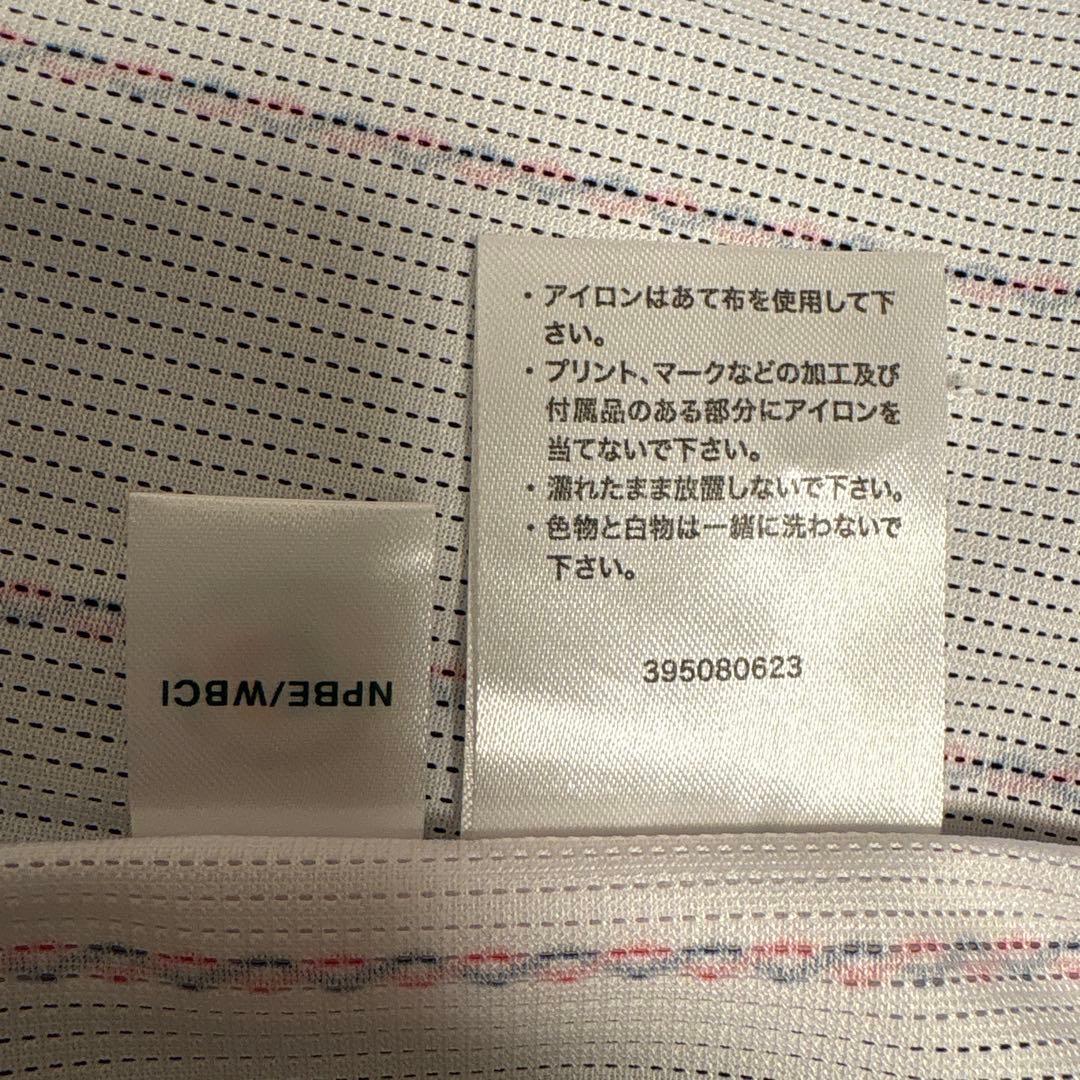 ・アイロンはあて布を使用して下
さい。
・プリント、マークなどの加工及び
付属品のある部分にアイロンを
当てないで下さい。
・濡れたまま放置しないで下さい。
・色物と白物は一緒に洗わないで
下さい。
395080623
NPBE/WBCI